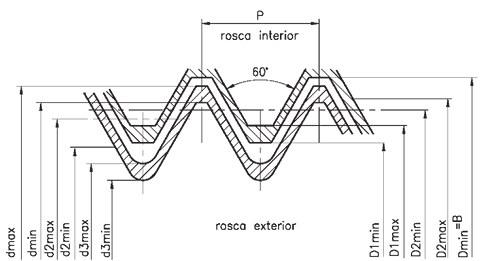 P
rosca interior
60°
dmax
dmin
d2max
d2min
d3max
d3min
rosca exterior
D1min
D1max
D2min
D2max
Dmin=B